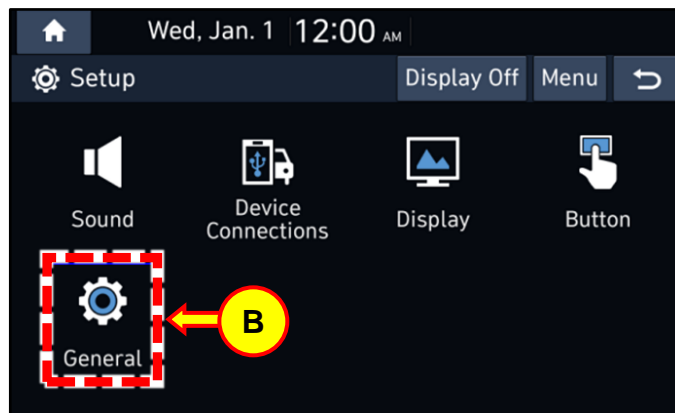 Wed, Jan. 1 12:00 AM
Setup Display Off Menu
Sound Device Connections Display Button
General B